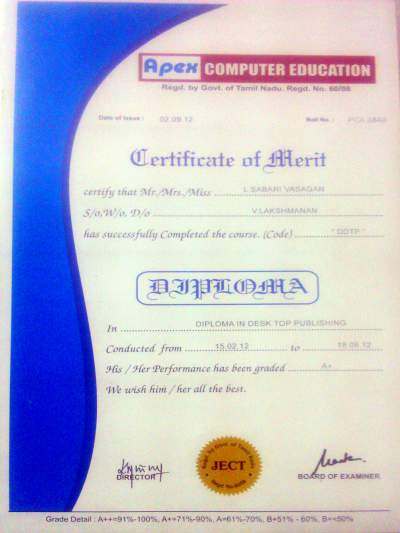 Apex COMPUTER EDUCATION
Regd. by Govt. of Tamil Nadu. Regd. No. 60/98
Date of Issue : 02.09.12 Roll No. :
Certificate of Merit
certify that Mr./Mrs./Miss L.SABARI VASAGAN
S/o,W/o, D/o V.LAKSHMANAN
has successfully Completed the course. (Code) " DDTP "
DIPLOMA
In DIPLOMA IN DESK TOP PUBLISHING
Conducted from 15.02.12 to 18.08.12
His / Her Performance has been graded A+
We wish him / her all the best.
JECT
DIRECTOR
BOARD OF EXAMINER.
Grade Detail : A++=91%-100%, A+=71%-90%, A=61%-70%, B+51% - 60%, B=<50%